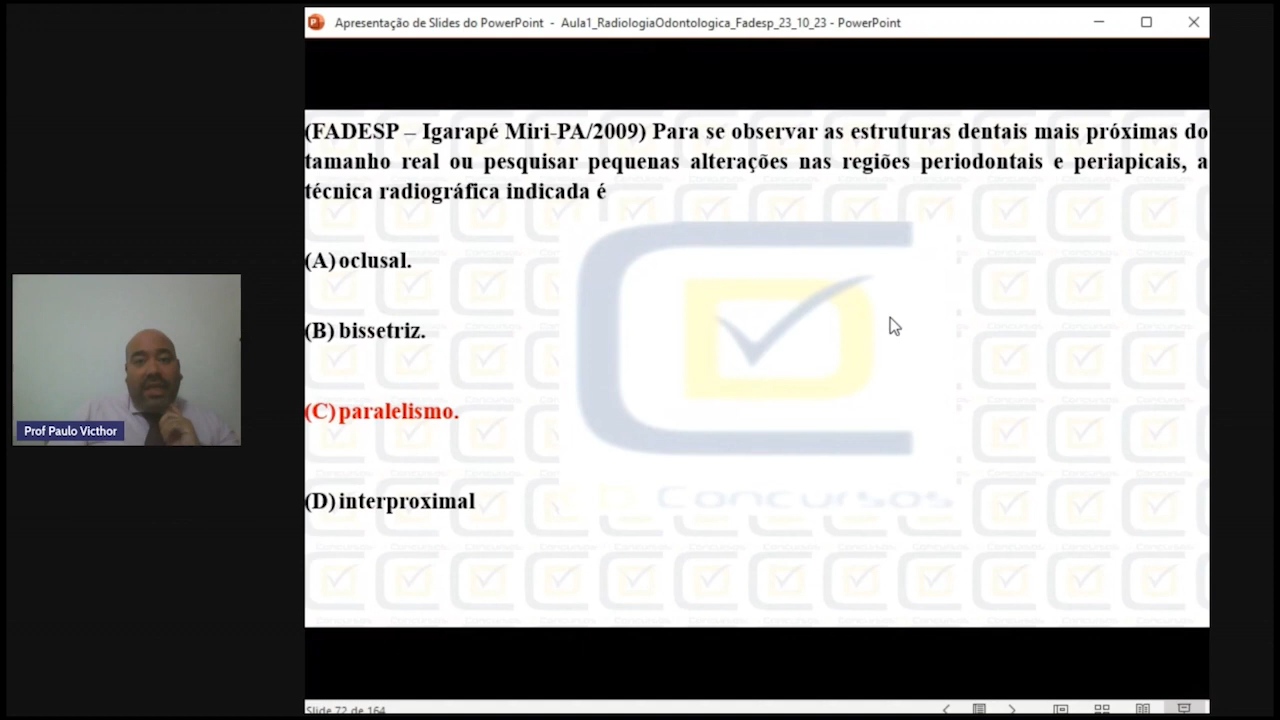 Apresentação de Slides do PowerPoint - Aula1_RadiologiaOdontologica_Fadesp_23_10_23 - PowerPoint
(FADESP – Igarapé Miri-PA/2009) Para se observar as estruturas dentais mais próximas do
tamanho real ou pesquisar pequenas alterações nas regiões periodontais e periapicais, a
técnica radiográfica indicada é
(A) oclusal.
(B) bissetriz.
(C) paralelismo.
(D) interproximal
Concursos
Prof Paulo Victhor
Slide 72 de 164